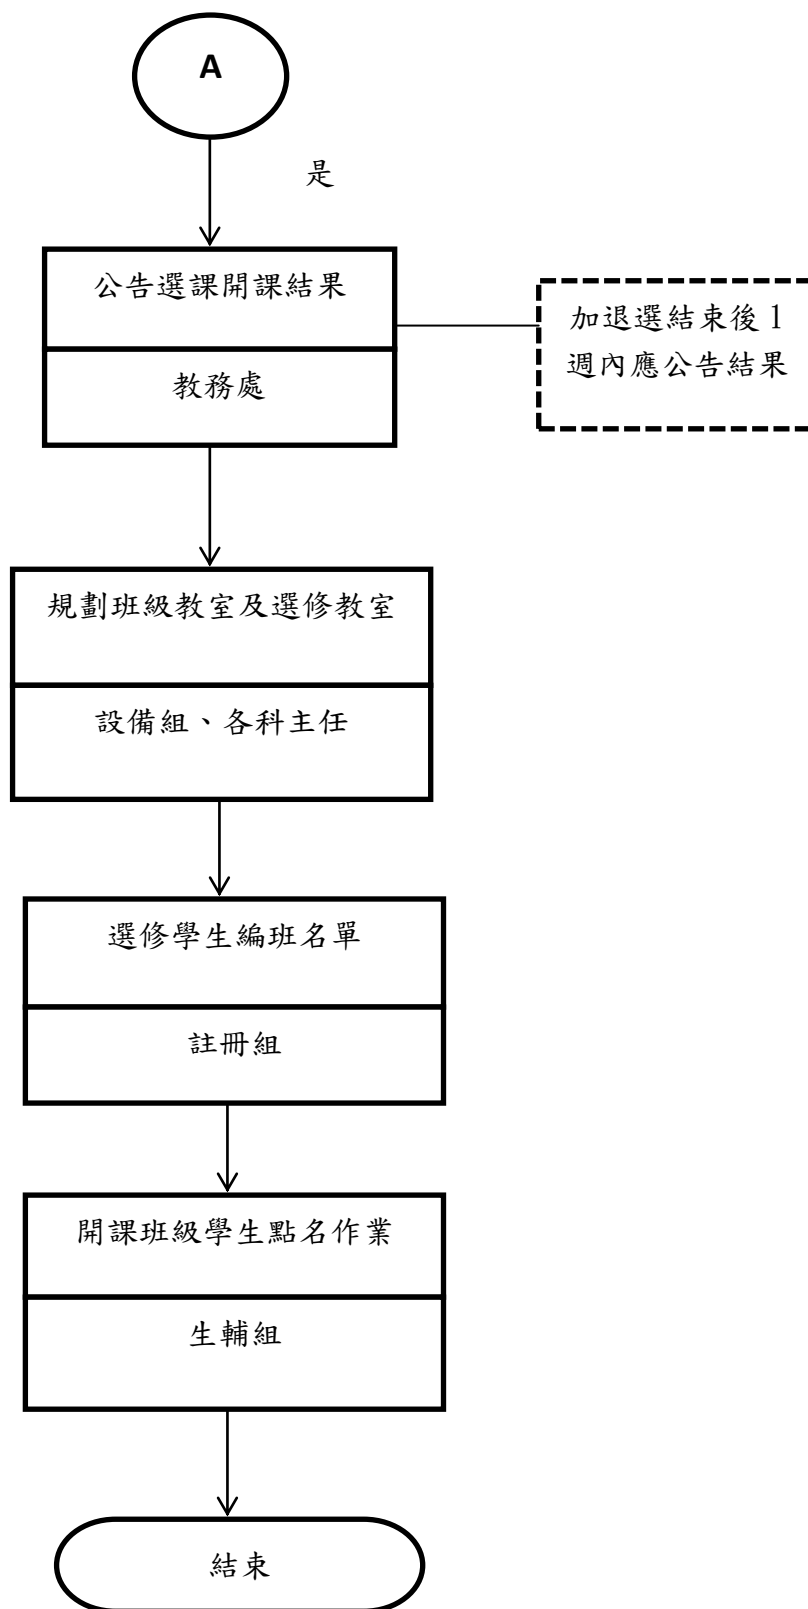 A
是
公告選課開課結果
教務處
加退選結束後 1
週內應公告結果
規劃班級教室及選修教室
設備組、各科主任
選修學生編班名單
註冊組
開課班級學生點名作業
生輔組
結束